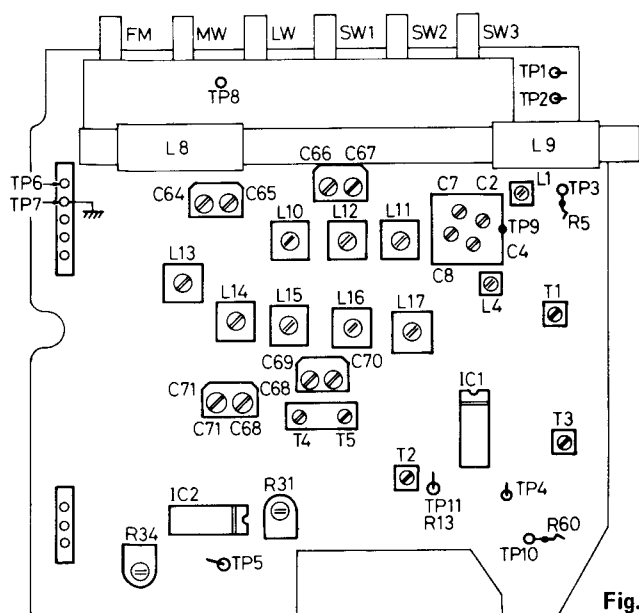 FM MW LW SW1 SW2 SW3
TP8
TP1
TP2
L8
L9
C66 C67
TP6
TP7
C64 C65
L1
TP3
R5
C7 C2
TP9
C4
C8
L10 L12 L11
L13
L4
L14 L15 L16 L17
T1
C69 C70
C71 C68
C71 C68
T4 T5
IC1
T3
T2
TP11
R13
TP4
IC2
R31
R34
TP5
R60
TP10
Fig.